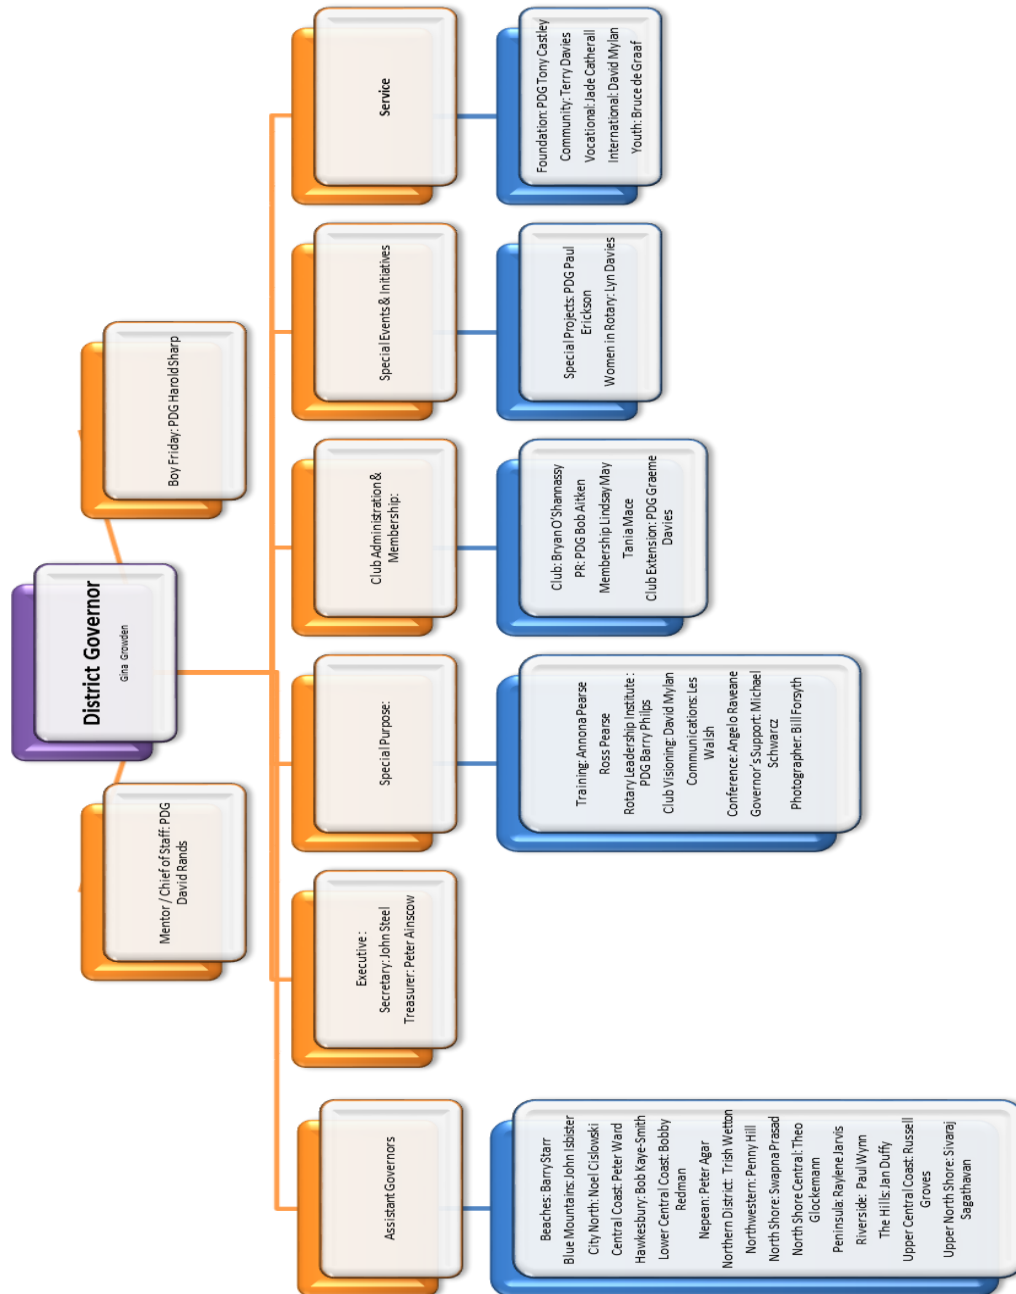 District Governor
Gina Growden
Mentor / Chief of Staff: PDG
David Rands
Boy Friday: PDG Harold Sharp
Assistant Governors
Executive :
Secretary: John Steel
Treasurer: Peter Ainscow
Special Purpose:
Club Administration &
Membership:
Special Events & Initiatives
Service
Beaches: Barry Starr
Blue Mountains: John Isbister
City North: Noel Cislowski
Central Coast: Peter Ward
Hawkesbury: Bob Kaye-Smith
Lower Central Coast: Bobby
Redman
Nepean: Peter Agar
Northern District: Trish Wetton
Northwestern: Penny Hill
North Shore: Swapna Prasad
North Shore Central: Theo
Glockemann
Peninsula: Raylene Jarvis
Riverside: Paul Wynn
The Hills: Jan Duffy
Upper Central Coast: Russell
Groves
Upper North Shore: Sivaraj
Sagathavan
Training: Annona Pearse
Ross Pearse
Rotary Leadership Institute :
PDG Barry Philps
Club Visioning: David Mylan
Communications: Les
Walsh
Conference: Angelo Raveane
Governor's Support: Michael
Schwarcz
Photographer: Bill Forsyth
Club: Bryan O'Shannassy
PR: PDG Bob Aitken
Membership Lindsay May
Tania Mace
Club Extension: PDG Graeme
Davies
Special Projects: PDG Paul
Erickson
Women in Rotary: Lyn Davies
Foundation: PDG Tony Castley
Community: Terry Davies
Vocational: Jade Catherall
International: David Mylan
Youth: Bruce de Graaf